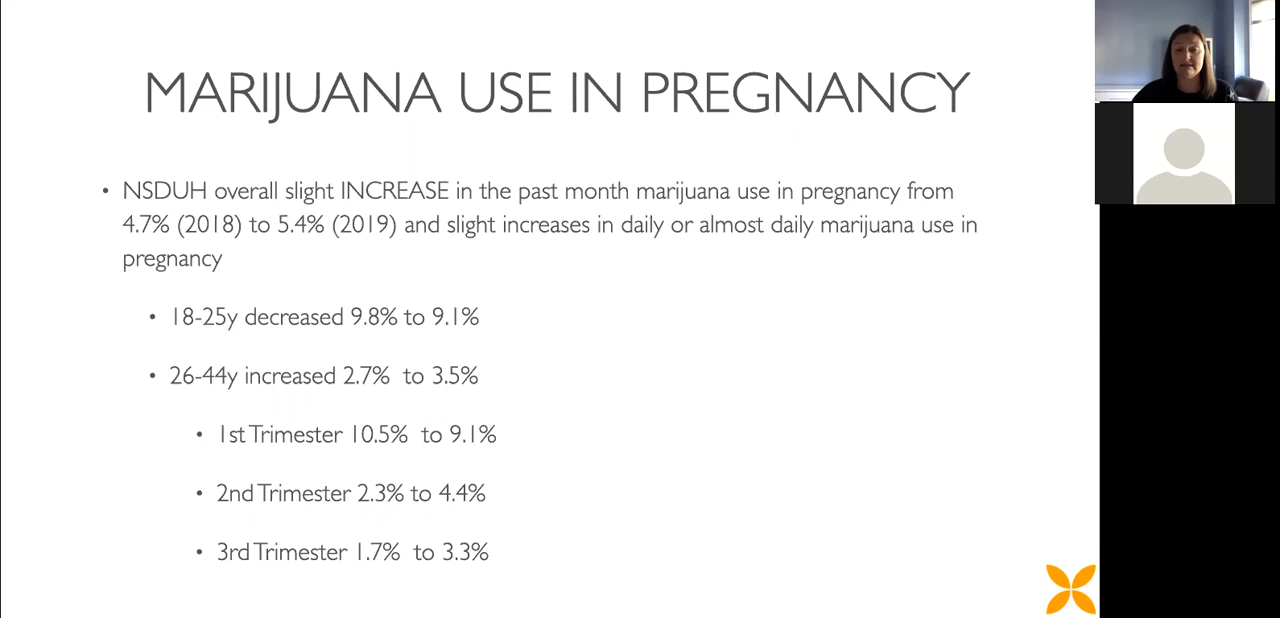 MARIJUANA USE IN PREGNANCY
• NSDUH overall slight INCREASE in the past month marijuana use in pregnancy from
4.7% (2018) to 5.4% (2019) and slight increases in daily or almost daily marijuana use in
pregnancy
• 18-25y decreased 9.8% to 9.1%
• 26-44y increased 2.7% to 3.5%
• 1st Trimester 10.5% to 9.1%
• 2nd Trimester 2.3% to 4.4%
• 3rd Trimester 1.7% to 3.3%